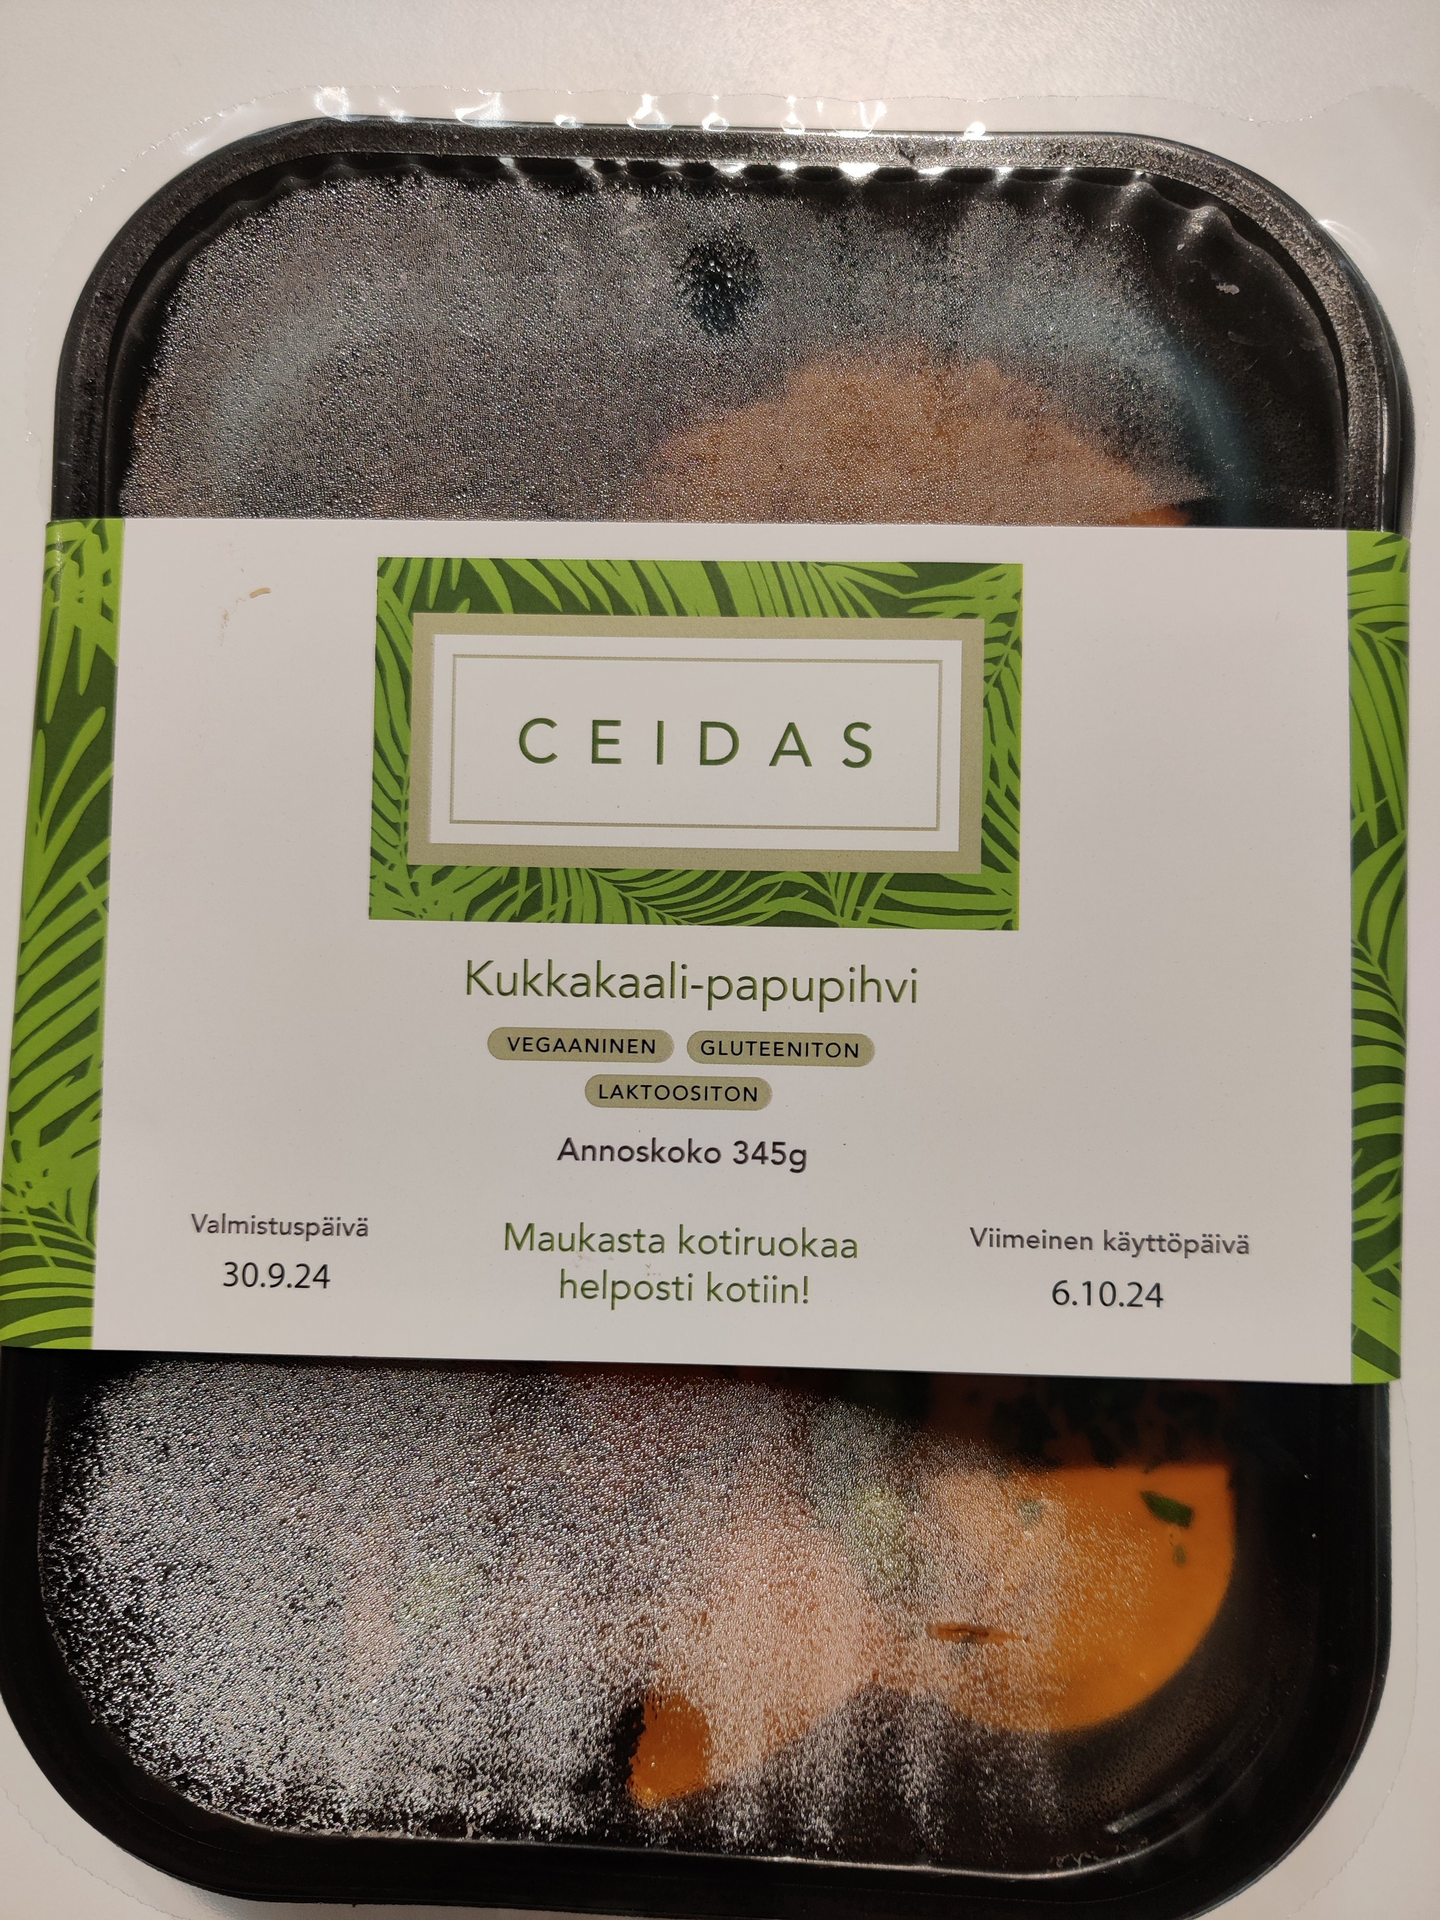 CEIDAS
Kukkakaali-papupihvi
VEGAANINEN GLUTEENITON
LAKTOOSITON
Annoskoko 345g
Valmistuspäivä
30.9.24
Maukasta kotiruokaa
helposti kotiin!
Viimeinen käyttöpäivä
6.10.24